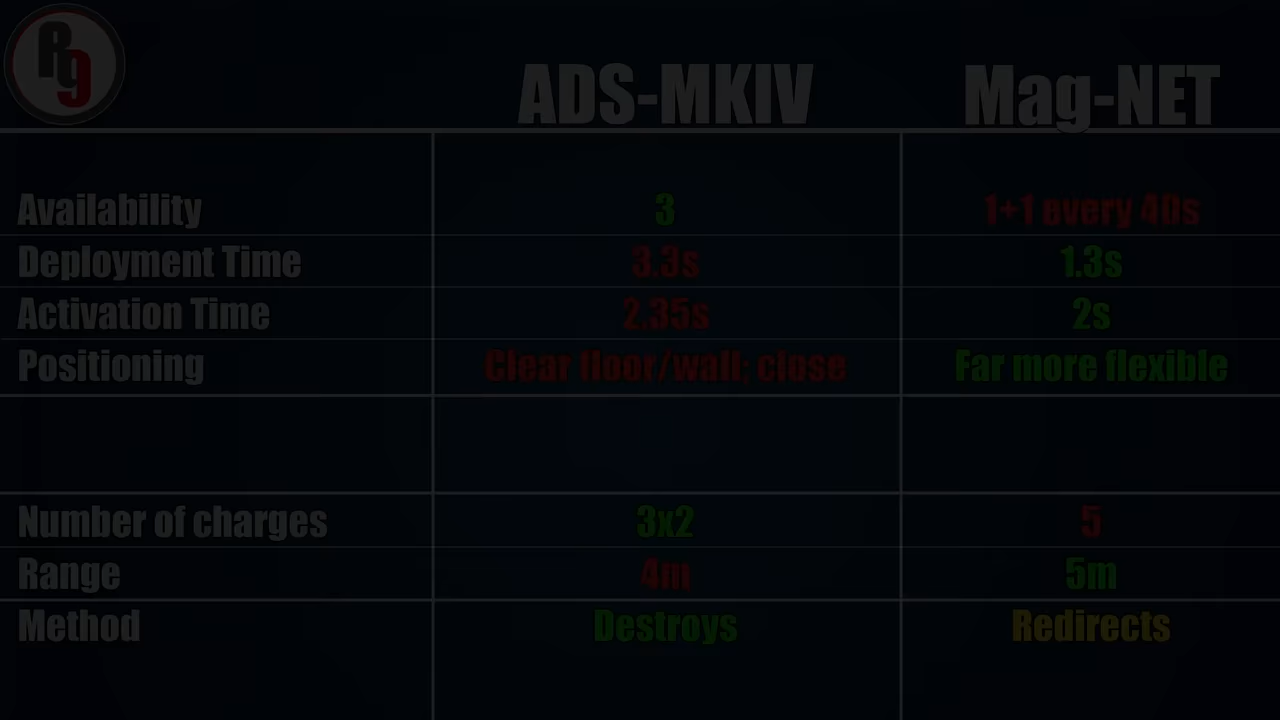 R9
ADS-MKIV Mag-NET
Availability 3 1+1 every 40s
Deployment Time 3.3s 1.3s
Activation Time 2.35s 2s
Positioning Clear floor/wall; close Far more flexible
Number of charges 3x2 5
Range 4m 5m
Method Destroys Redirects